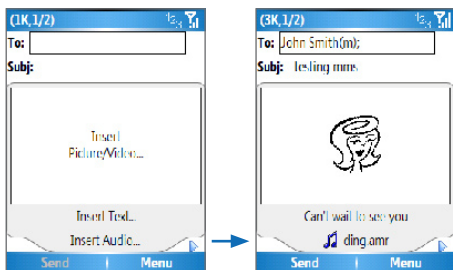 (1K,1/2)
To:
Subj:
Insert
Picture/Video...
Insert Text...
Insert Audio...
Send Menu
(3K,1/2)
To: John Smith(m);
Subj: testing mms
Can't wait to see you
ding.amr
Send Menu